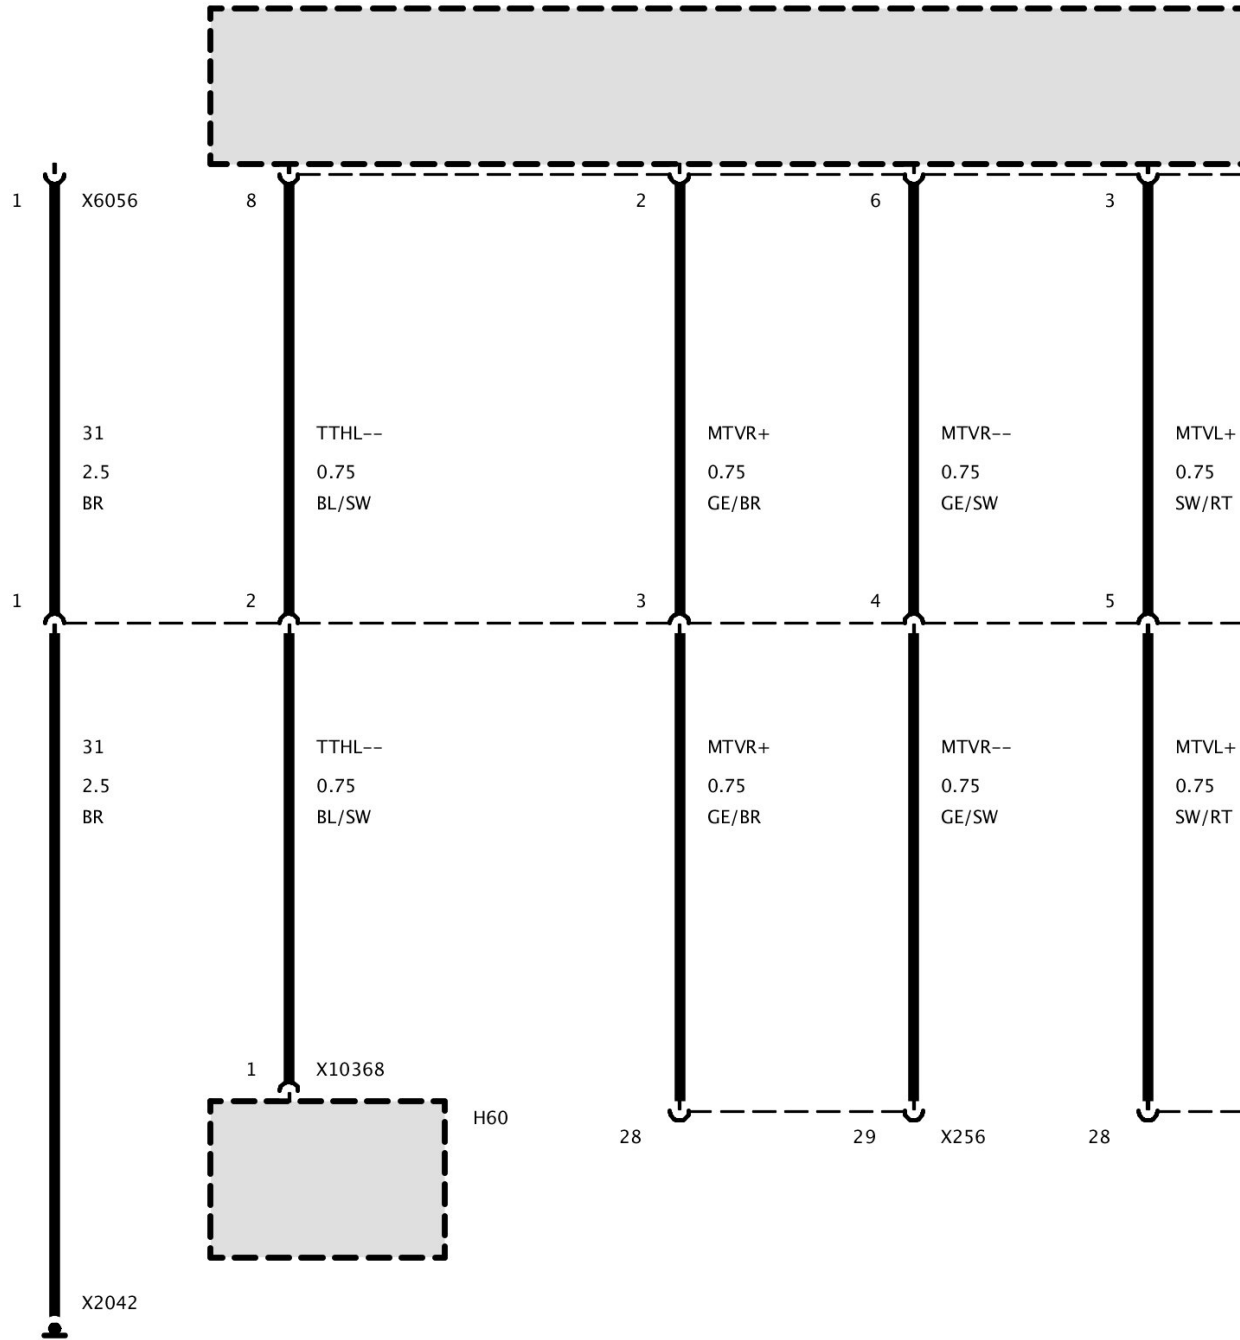 1 X6056 8 2 6 3
31 TTHL-- MTVR+ MTVR-- MTVL+
2.5 0.75 0.75 0.75 0.75
BR BL/SW GE/BR GE/SW SW/RT
1 2 3 4 5
31 TTHL-- MTVR+ MTVR-- MTVL+
2.5 0.75 0.75 0.75 0.75
BR BL/SW GE/BR GE/SW SW/RT
1 X10368
H60
28 29 X256 28
X2042